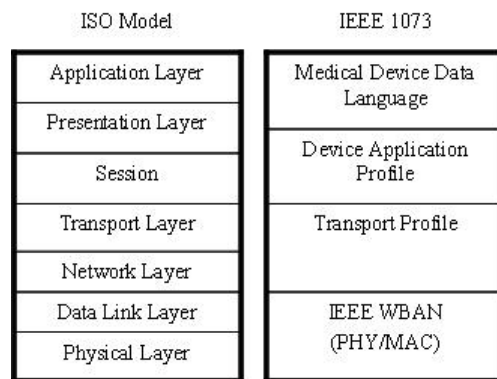 ISO Model
Application Layer
Presentation Layer
Session
Transport Layer
Network Layer
Data Link Layer
Physical Layer
IEEE 1073
Medical Device Data
Language
Device Application
Profile
Transport Profile
IEEE WBAN
(PHY/MAC)